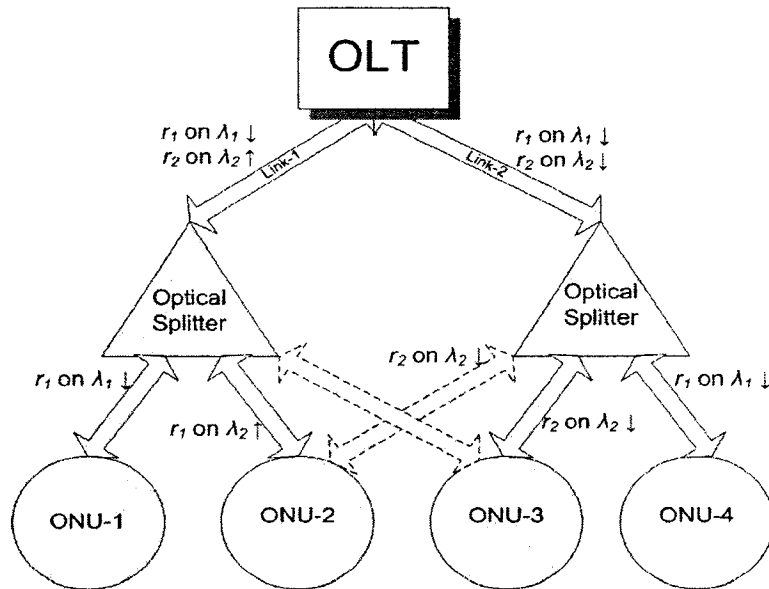 OLT
r₁ on λ₁ ↓
r₂ on λ₂ ↑
Link-1
r₁ on λ₁ ↓
r₂ on λ₂ ↓
Link-2
Optical
Splitter
Optical
Splitter
r₁ on λ₁ ↓
r₁ on λ₂ ↑
r₂ on λ₂ ↓
r₂ on λ₂ ↓
r₁ on λ₁ ↓
ONU-1
ONU-2
ONU-3
ONU-4